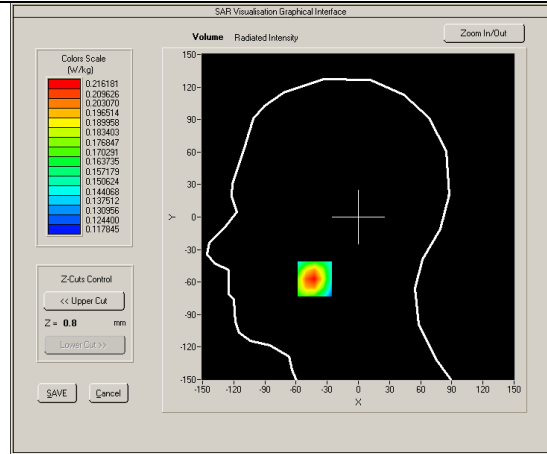 SAR Visualisation Graphical Interface
Volume Radiated Intensity
Zoom In/Out
Colors Scale
(W/kg)
0.216181
0.209626
0.203070
0.196514
0.189958
0.183403
0.176847
0.170291
0.163735
0.157179
0.150624
0.144068
0.137512
0.130956
0.124400
0.117845
Z-Cuts Control
<< Upper Cut
Z = 0.8 mm
Lower Cut >>
SAVE Cancel
150
120
90
60
30
0
-30
-60
-90
-120
-150
Y
-150 -120 -90 -60 -30 0 30 60 90 120 150
X